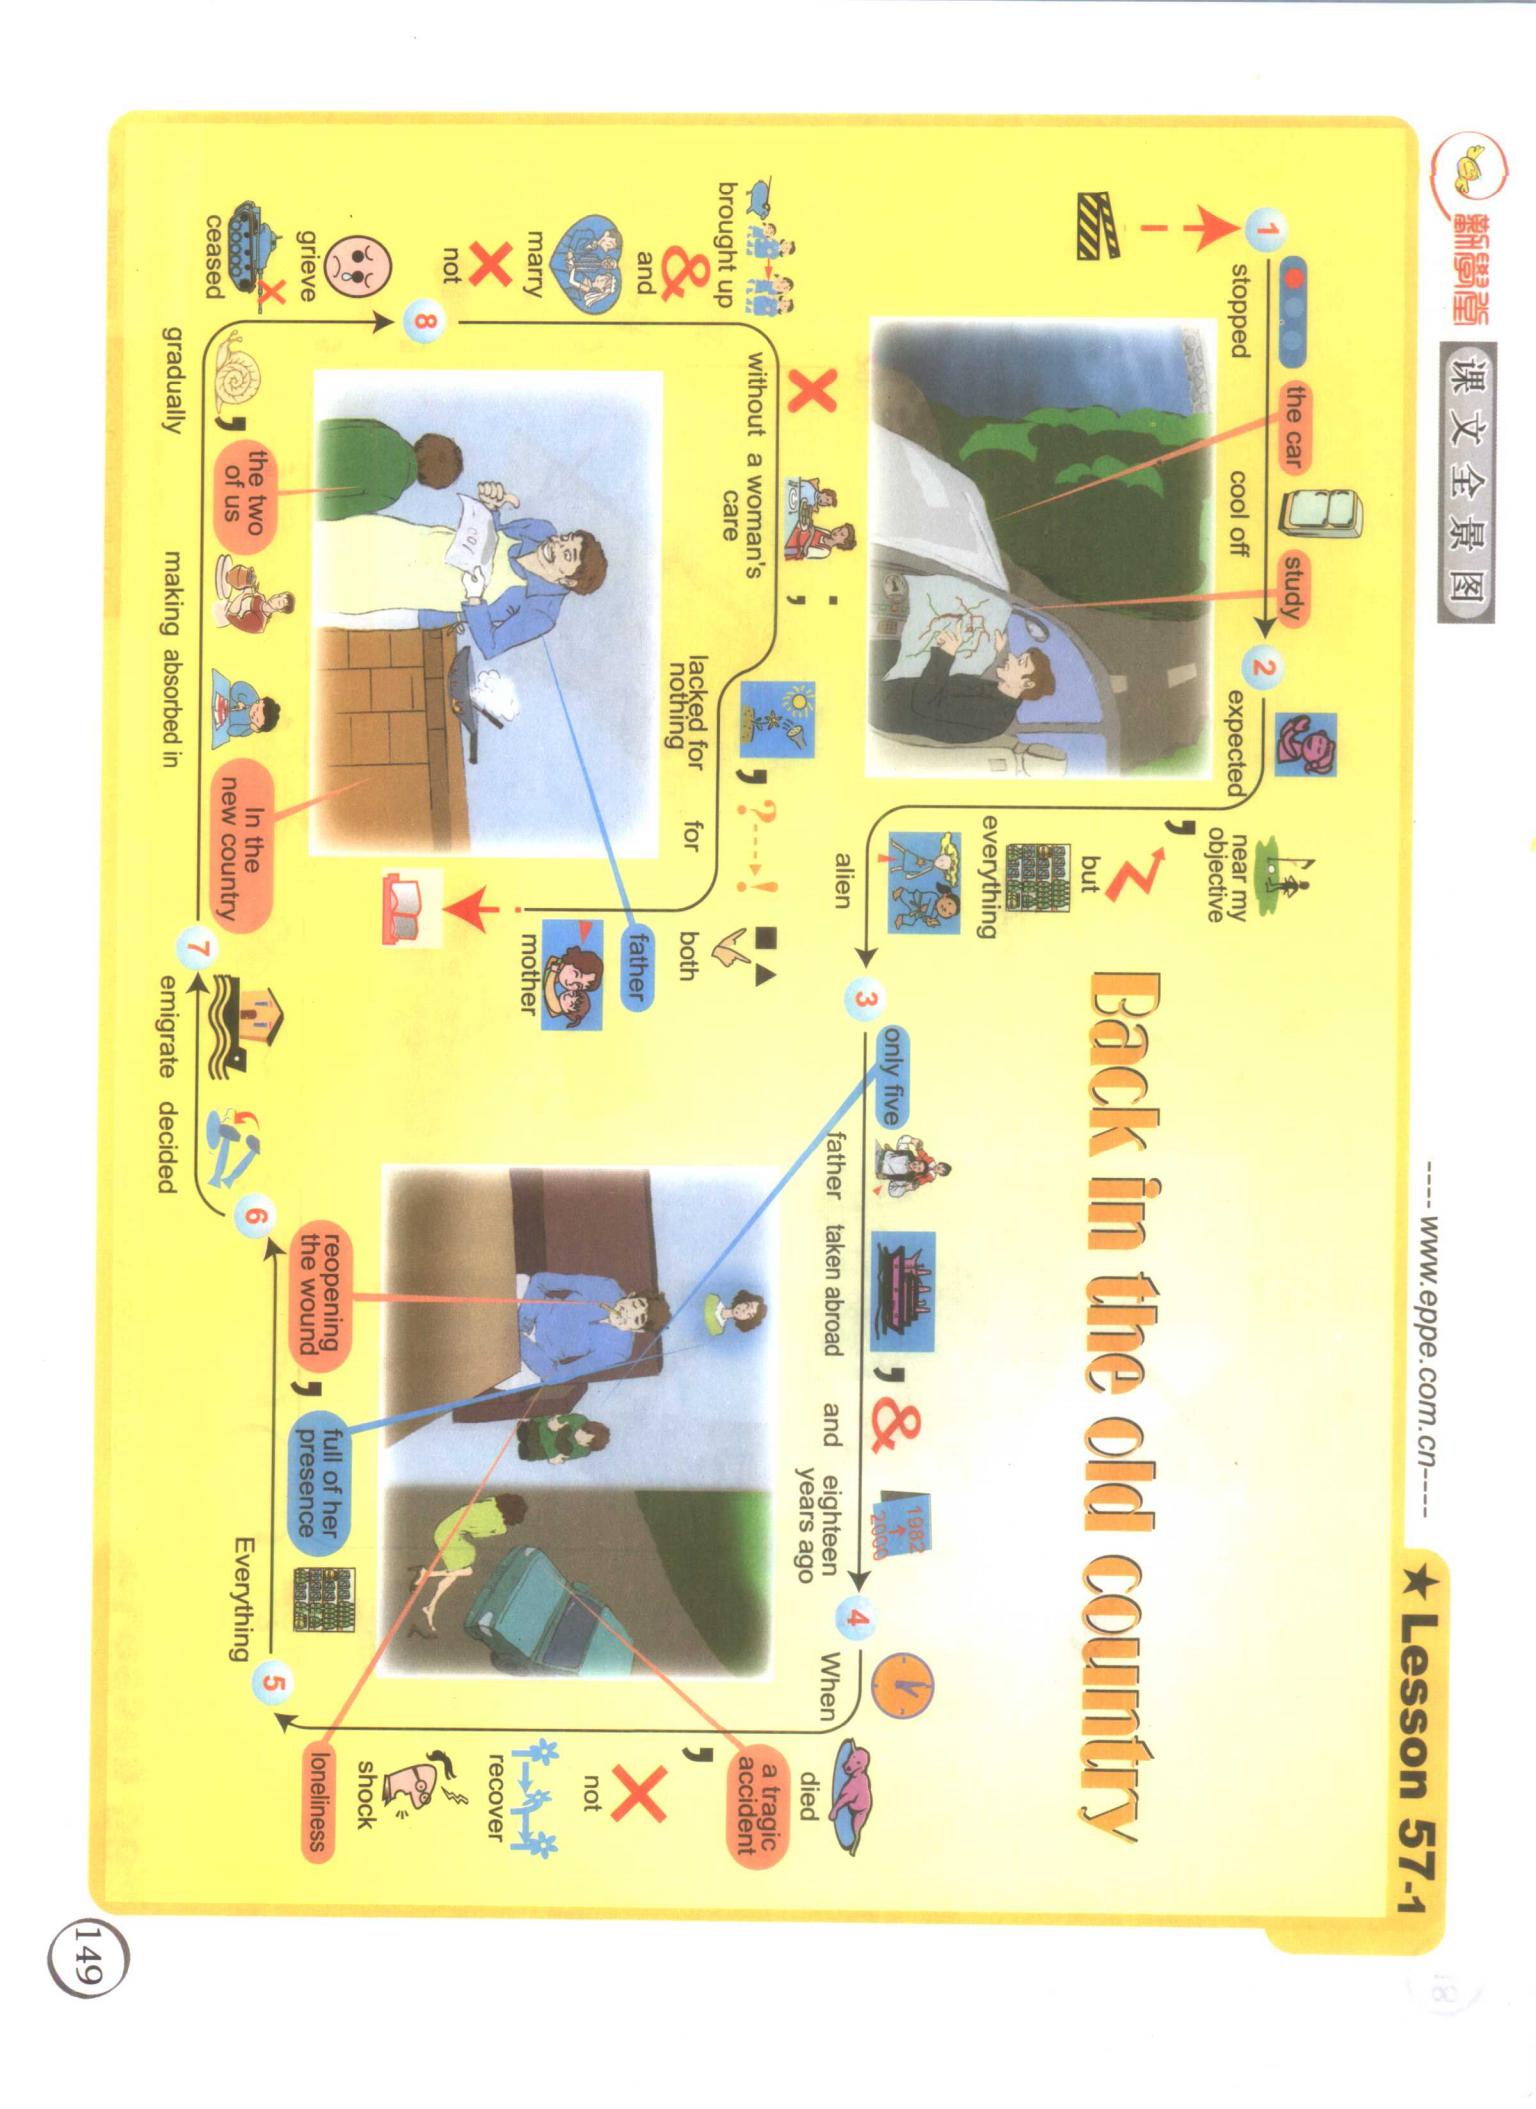 新學堂
课文全景图
---- www.eppe.com.cn----
★ Lesson 57-1
Back in the old country
1
stopped
the car
cool off
study
2
expected
near my
objective
,
but
everything
alien
3
only five
father
taken abroad
,
&
and
1982
2000
eighteen
years ago
4
When
died
a tragic
accident
,
not
recover
shock
loneliness
5
Everything
full of her
presence
,
reopening
the wound
6
decided
emigrate
7
In the
new country
absorbed in
making
the two
of us
,
gradually
ceased
grieve
8
not
marry
&
and
brought up
without a woman's
care
;
lacked for
nothing
,
?---->!
for
both
father
mother
100
149